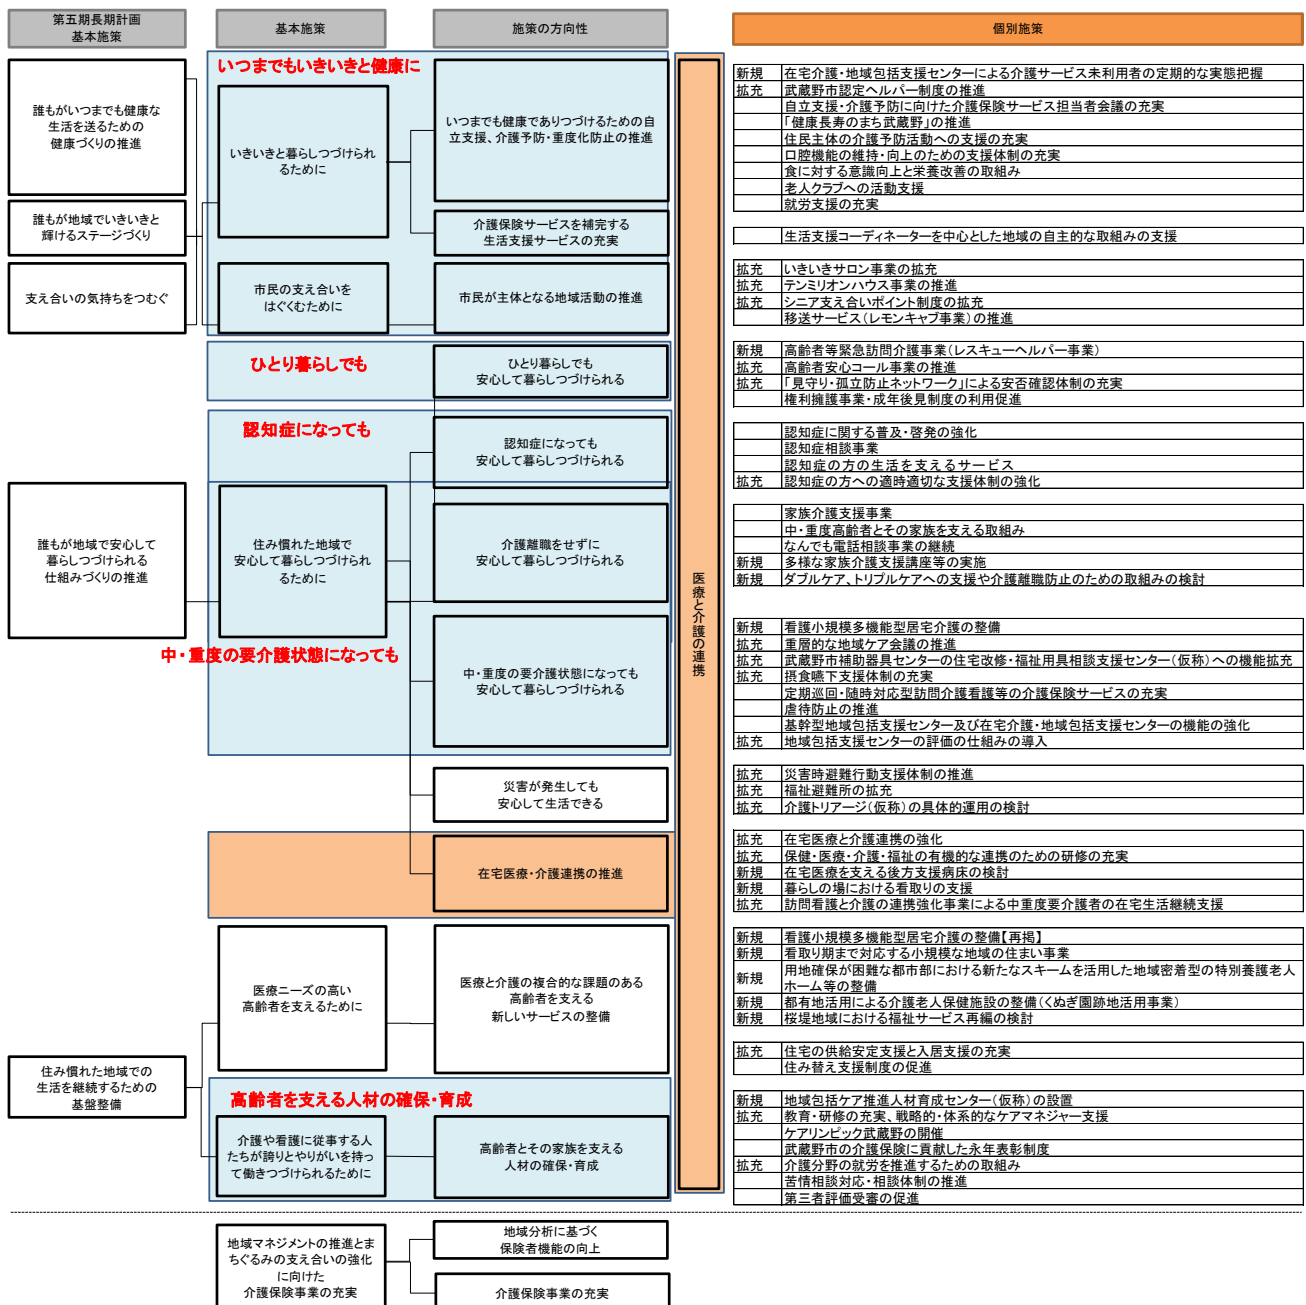 第五期長期計画
基本施策
基本施策
施策の方向性
個別施策
いつまでもいきいきと健康に
誰もがいつまでも健康な
生活を送るための
健康づくりの推進
誰もが地域でいきいきと
輝けるステージづくり
支え合いの気持ちをつむぐ
いきいきと暮らしつづけられ
るために
市民の支え合いを
はぐくむために
いつまでも健康でありつづけるための自
立支援、介護予防・重度化防止の推進
介護保険サービスを補完する
生活支援サービスの充実
市民が主体となる地域活動の推進
新規 在宅介護・地域包括支援センターによる介護サービス未利用者の定期的な実態把握
拡充 武蔵野市認定ヘルパー制度の推進
自立支援・介護予防に向けた介護保険サービス担当者会議の充実
「健康長寿のまち武蔵野」の推進
住民主体の介護予防活動への支援の充実
口腔機能の維持・向上のための支援体制の充実
食に対する意識向上と栄養改善の取組み
老人クラブへの活動支援
就労支援の充実
生活支援コーディネーターを中心とした地域の自主的な取組みの支援
拡充 いきいきサロン事業の拡充
拡充 テンミリオンハウス事業の推進
拡充 シニア支え合いポイント制度の拡充
移送サービス（レモンキャブ事業）の推進
ひとり暮らしでも
ひとり暮らしでも
安心して暮らしつづけられる
新規 高齢者等緊急訪問介護事業（レスキューヘルパー事業）
拡充 高齢者安心コール事業の推進
拡充 「見守り・孤立防止ネットワーク」による安否確認体制の充実
権利擁護事業・成年後見制度の利用促進
認知症になっても
認知症になっても
安心して暮らしつづけられる
認知症に関する普及・啓発の強化
認知症相談事業
認知症の方の生活を支えるサービス
拡充 認知症の方への適時適切な支援体制の強化
誰もが地域で安心して
暮らしつづけられる
仕組みづくりの推進
住み慣れた地域で
安心して暮らしつづけられ
るために
介護離職をせずに
安心して暮らしつづけられる
家族介護支援事業
中・重度高齢者とその家族を支える取組み
なんでも電話相談事業の継続
新規 多様な家族介護支援講座等の実施
新規 ダブルケア、トリプルケアへの支援や介護離職防止のための取組みの検討
医療と介護の連携
中・重度の要介護状態になっても
中・重度の要介護状態になっても
安心して暮らしつづけられる
新規 看護小規模多機能型居宅介護の整備
拡充 重層的な地域ケア会議の推進
拡充 武蔵野市補助器具センターの住宅改修・福祉用具相談支援センター（仮称）への機能拡充
拡充 摂食嚥下支援体制の充実
定期巡回・随時対応型訪問介護看護等の介護保険サービスの充実
虐待防止の推進
基幹型地域包括支援センター及び在宅介護・地域包括支援センターの機能の強化
拡充 地域包括支援センターの評価の仕組みの導入
災害が発生しても
安心して生活できる
拡充 災害時避難行動支援体制の推進
拡充 福祉避難所の拡充
拡充 介護トリアージ（仮称）の具体的運用の検討
在宅医療・介護連携の推進
拡充 在宅医療と介護連携の強化
拡充 保健・医療・介護・福祉の有機的な連携のための研修の充実
新規 在宅医療を支える後方支援病床の検討
新規 暮らしの場における看取りの支援
拡充 訪問看護と介護の連携強化事業による中重度要介護者の在宅生活継続支援
医療ニーズの高い
高齢者を支えるために
医療と介護の複合的な課題のある
高齢者を支える
新しいサービスの整備
新規 看護小規模多機能型居宅介護の整備【再掲】
新規 看取り期まで対応する小規模な地域の住まい事業
新規 用地確保が困難な都市部における新たなスキームを活用した地域密着型の特別養護老人
ホーム等の整備
新規 都有地活用による介護老人保健施設の整備（くぬぎ園跡地活用事業）
新規 桜堤地域における福祉サービス再編の検討
拡充 住宅の供給安定支援と入居支援の充実
住み替え支援制度の促進
住み慣れた地域での
生活を継続するための
基盤整備
高齢者を支える人材の確保・育成
介護や看護に従事する人
たちが誇りとやりがいを持っ
て働きつづけられるために
高齢者とその家族を支える
人材の確保・育成
新規 地域包括ケア推進人材育成センター（仮称）の設置
拡充 教育・研修の充実、戦略的・体系的なケアマネジャー支援
ケアリンピック武蔵野の開催
武蔵野市の介護保険に貢献した永年表彰制度
拡充 介護分野の就労を推進するための取組み
苦情相談対応・相談体制の推進
第三者評価受審の促進
地域マネジメントの推進とま
ちぐるみの支え合いの強化
に向けた
介護保険事業の充実
地域分析に基づく
保険者機能の向上
介護保険事業の充実